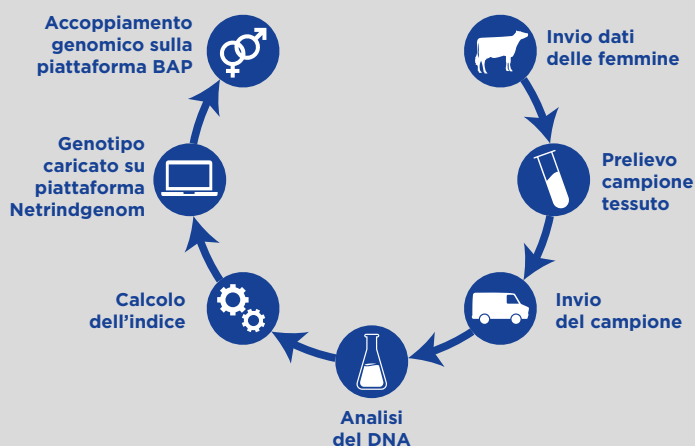 Invio dati
delle femmine
Prelievo
campione
tessuto
Invio
del campione
Analisi
del DNA
Calcolo
dell'indice
Genotipo
caricato su
piattaforma
Netrindgenom
Accoppiamento
genomico sulla
piattaforma BAP